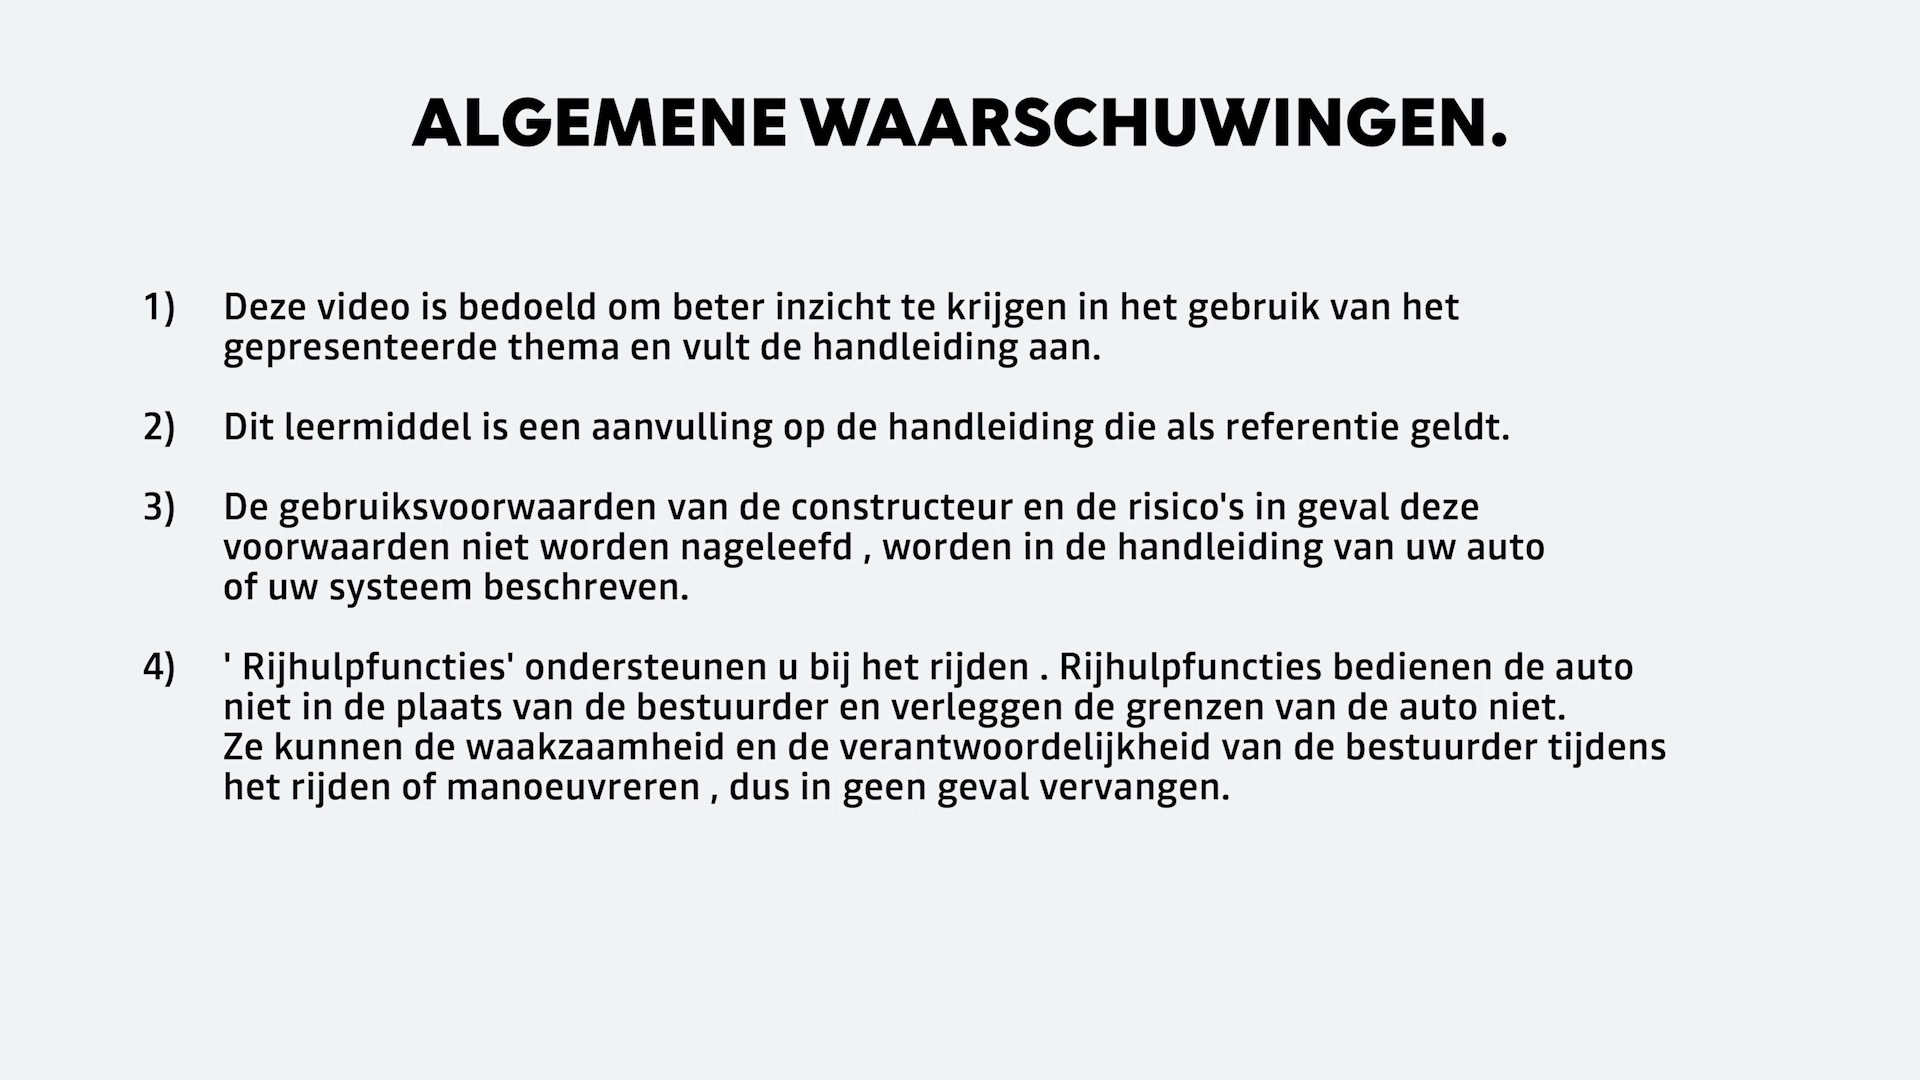 ALGEMENE WAARSCHUWINGEN.
1) Deze video is bedoeld om beter inzicht te krijgen in het gebruik van het
gepresenteerde thema en vult de handleiding aan.
2) Dit leermiddel is een aanvulling op de handleiding die als referentie geldt.
3) De gebruiksvoorwaarden van de constructeur en de risico's in geval deze
voorwaarden niet worden nageleefd , worden in de handleiding van uw auto
of uw systeem beschreven.
4) ' Rijhulpfuncties' ondersteunen u bij het rijden . Rijhulpfuncties bedienen de auto
niet in de plaats van de bestuurder en verleggen de grenzen van de auto niet.
Ze kunnen de waakzaamheid en de verantwoordelijkheid van de bestuurder tijdens
het rijden of manoeuvreren , dus in geen geval vervangen.